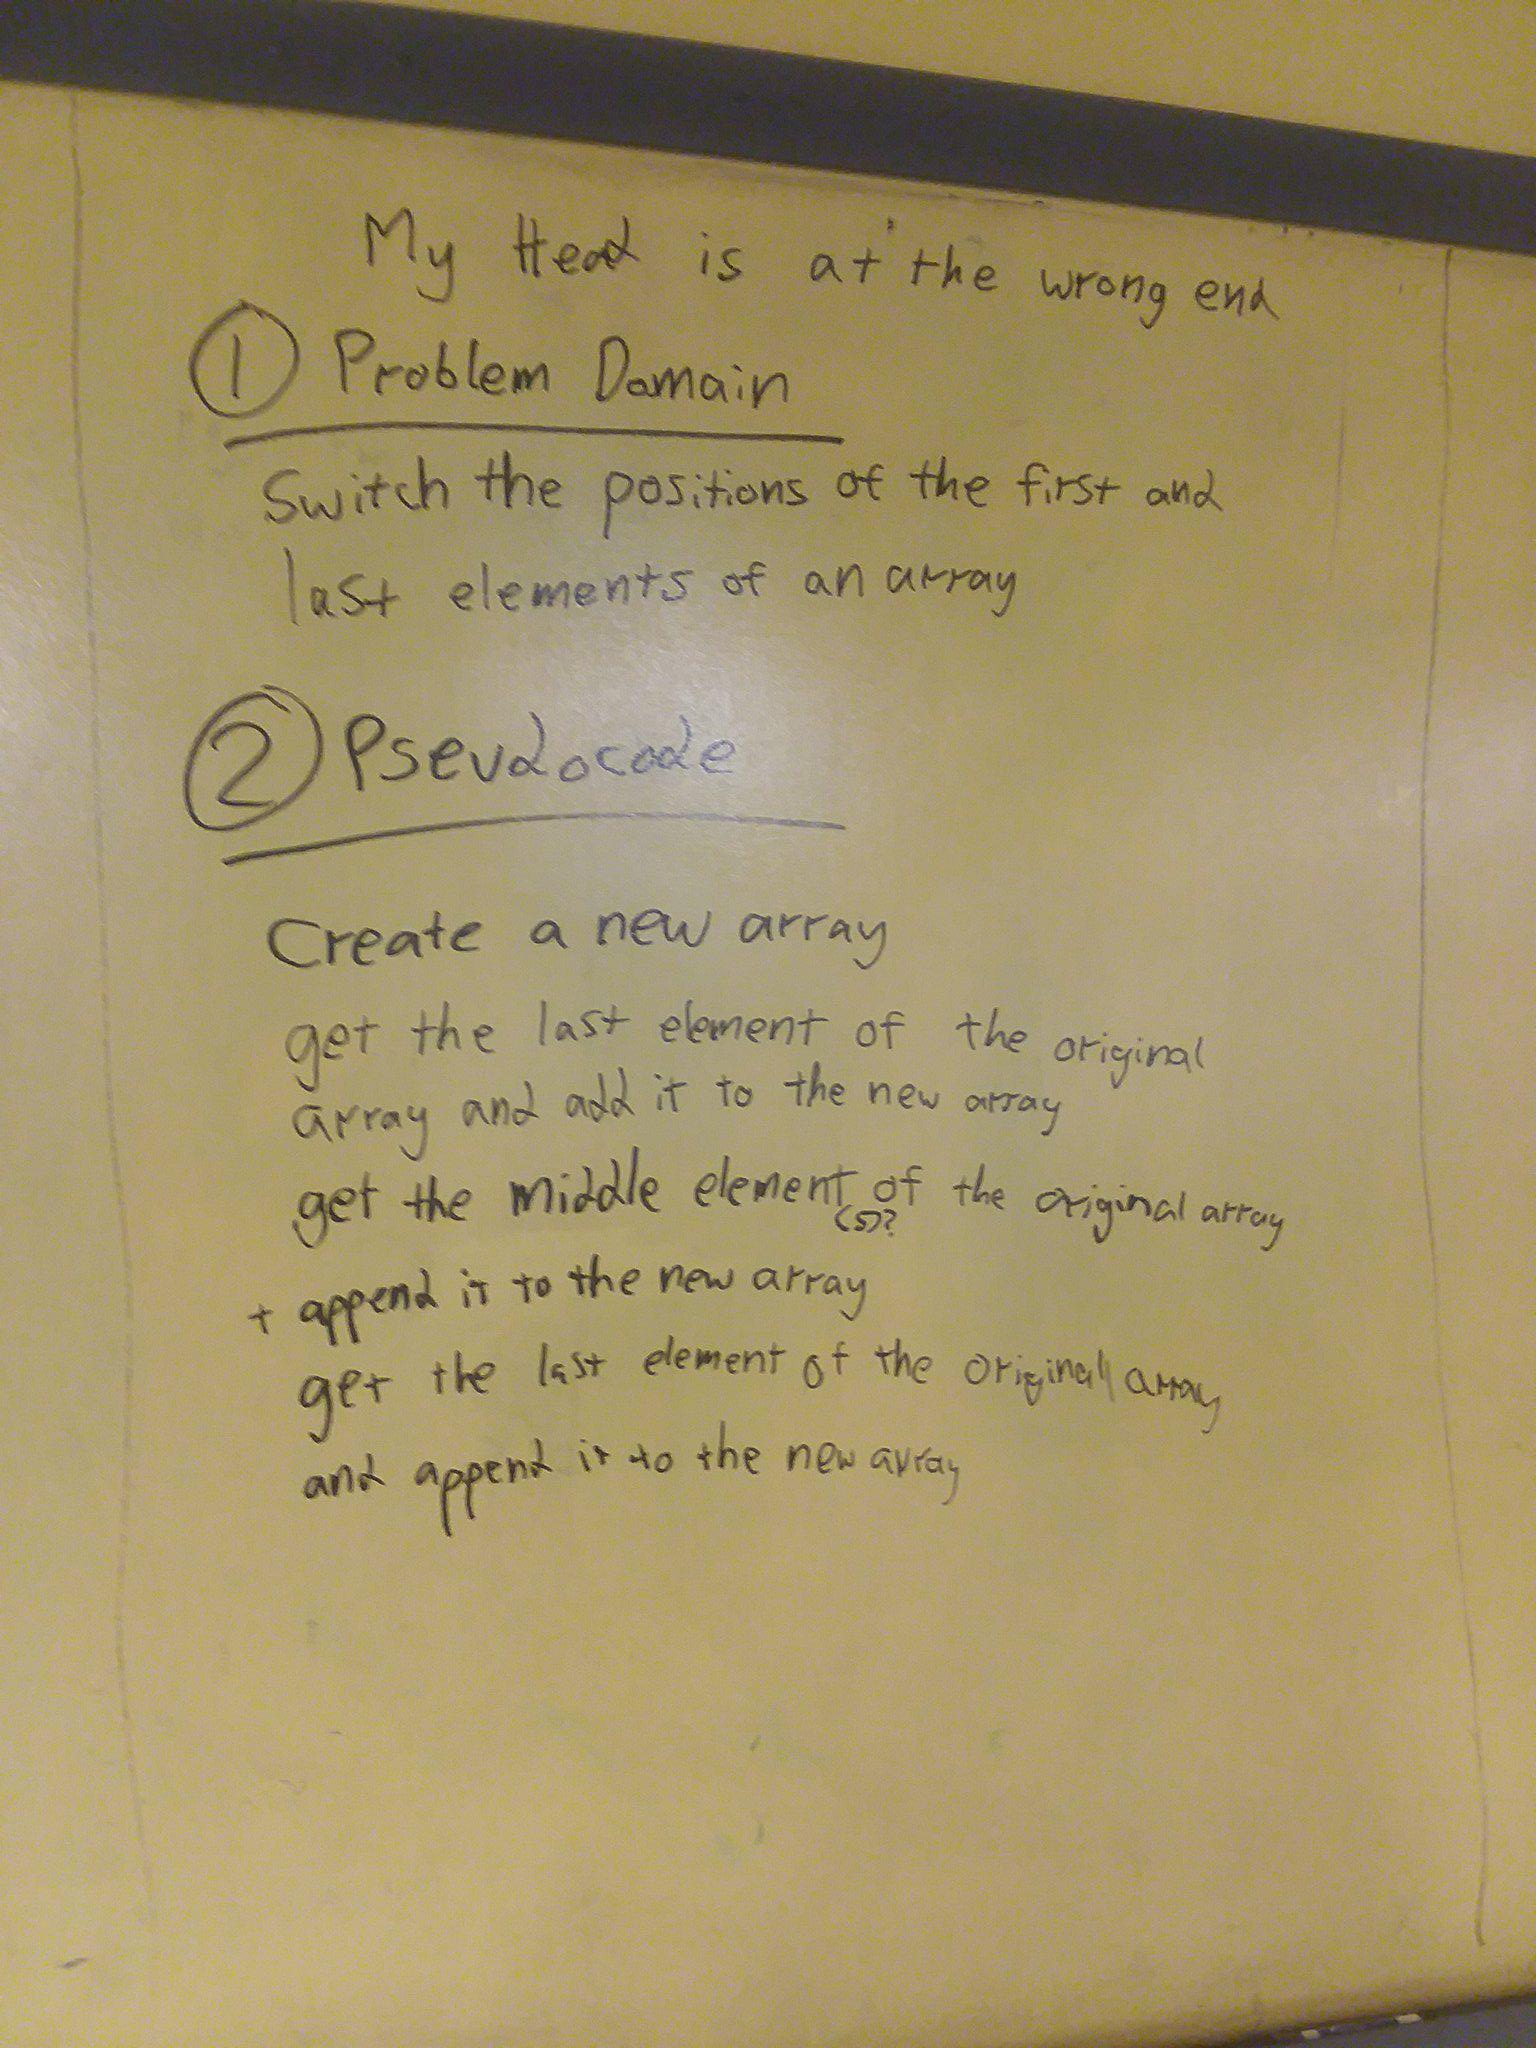 My Head is at the wrong end
1 Problem Domain
Switch the positions of the first and
last elements of an array
2 Pseudocode
Create a new array
get the last element of the original
array and add it to the new array
get the middle element of the original array
(s)?
+ append it to the new array
get the last element of the original array
and append it to the new array